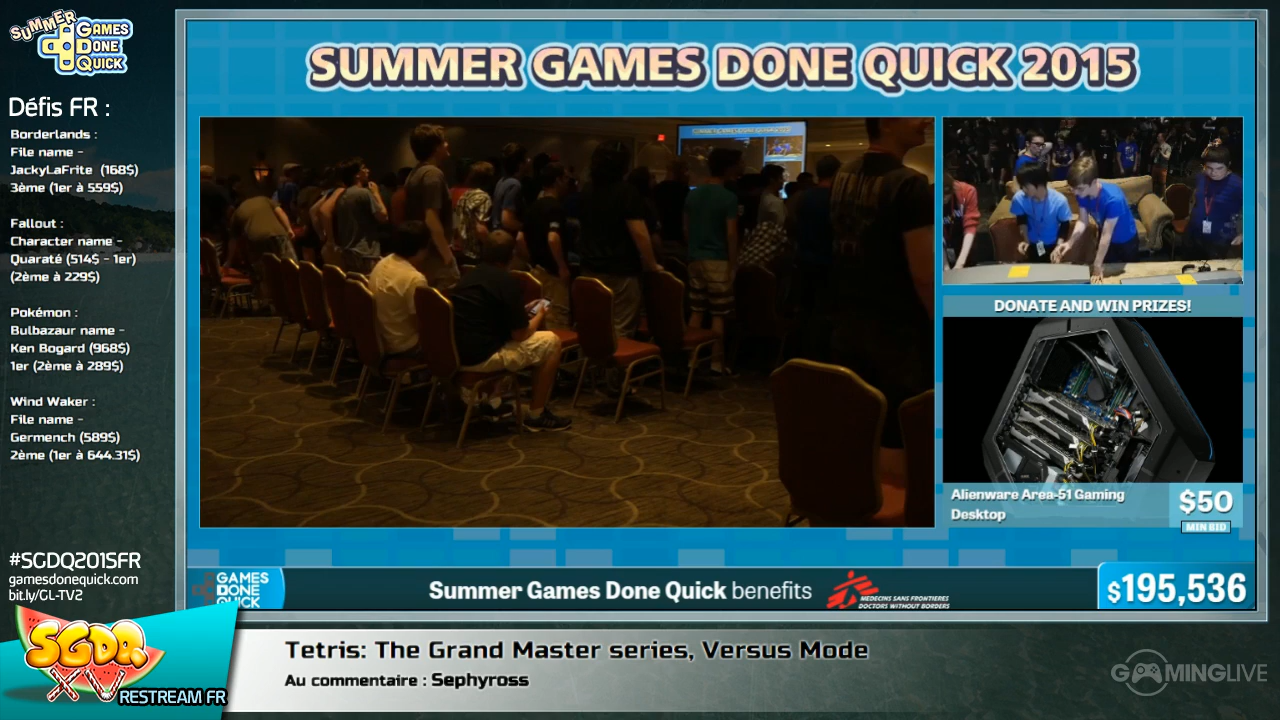 SUMMER
GAMES
DONE
QUICK
Défis FR :
Borderlands :
File name -
JackyLaFrite (168$)
3ème (1er à 559$)
Fallout :
Character name -
Quaraté (514$ - 1er)
(2ème à 229$)
Pokémon :
Bulbazaur name -
Ken Bogard (968$)
1er (2ème à 289$)
Wind Waker :
File name -
Germench (589$)
2ème (1er à 644.31$)
#SGDQ2015FR
gamesdonequick.com
bit.ly/GL-TV2
SGDQ
XV
RESTREAM FR
SUMMER GAMES DONE QUICK 2015
DONATE AND WIN PRIZES!
Alienware Area-51 Gaming
Desktop
$50
MIN BID
GAMES
DONE
QUICK
Summer Games Done Quick benefits
MEDECINS SANS FRONTIERES
DOCTORS WITHOUT BORDERS
$195,536
Tetris: The Grand Master series, Versus Mode
Au commentaire : Sephyross
GAMINGLIVE